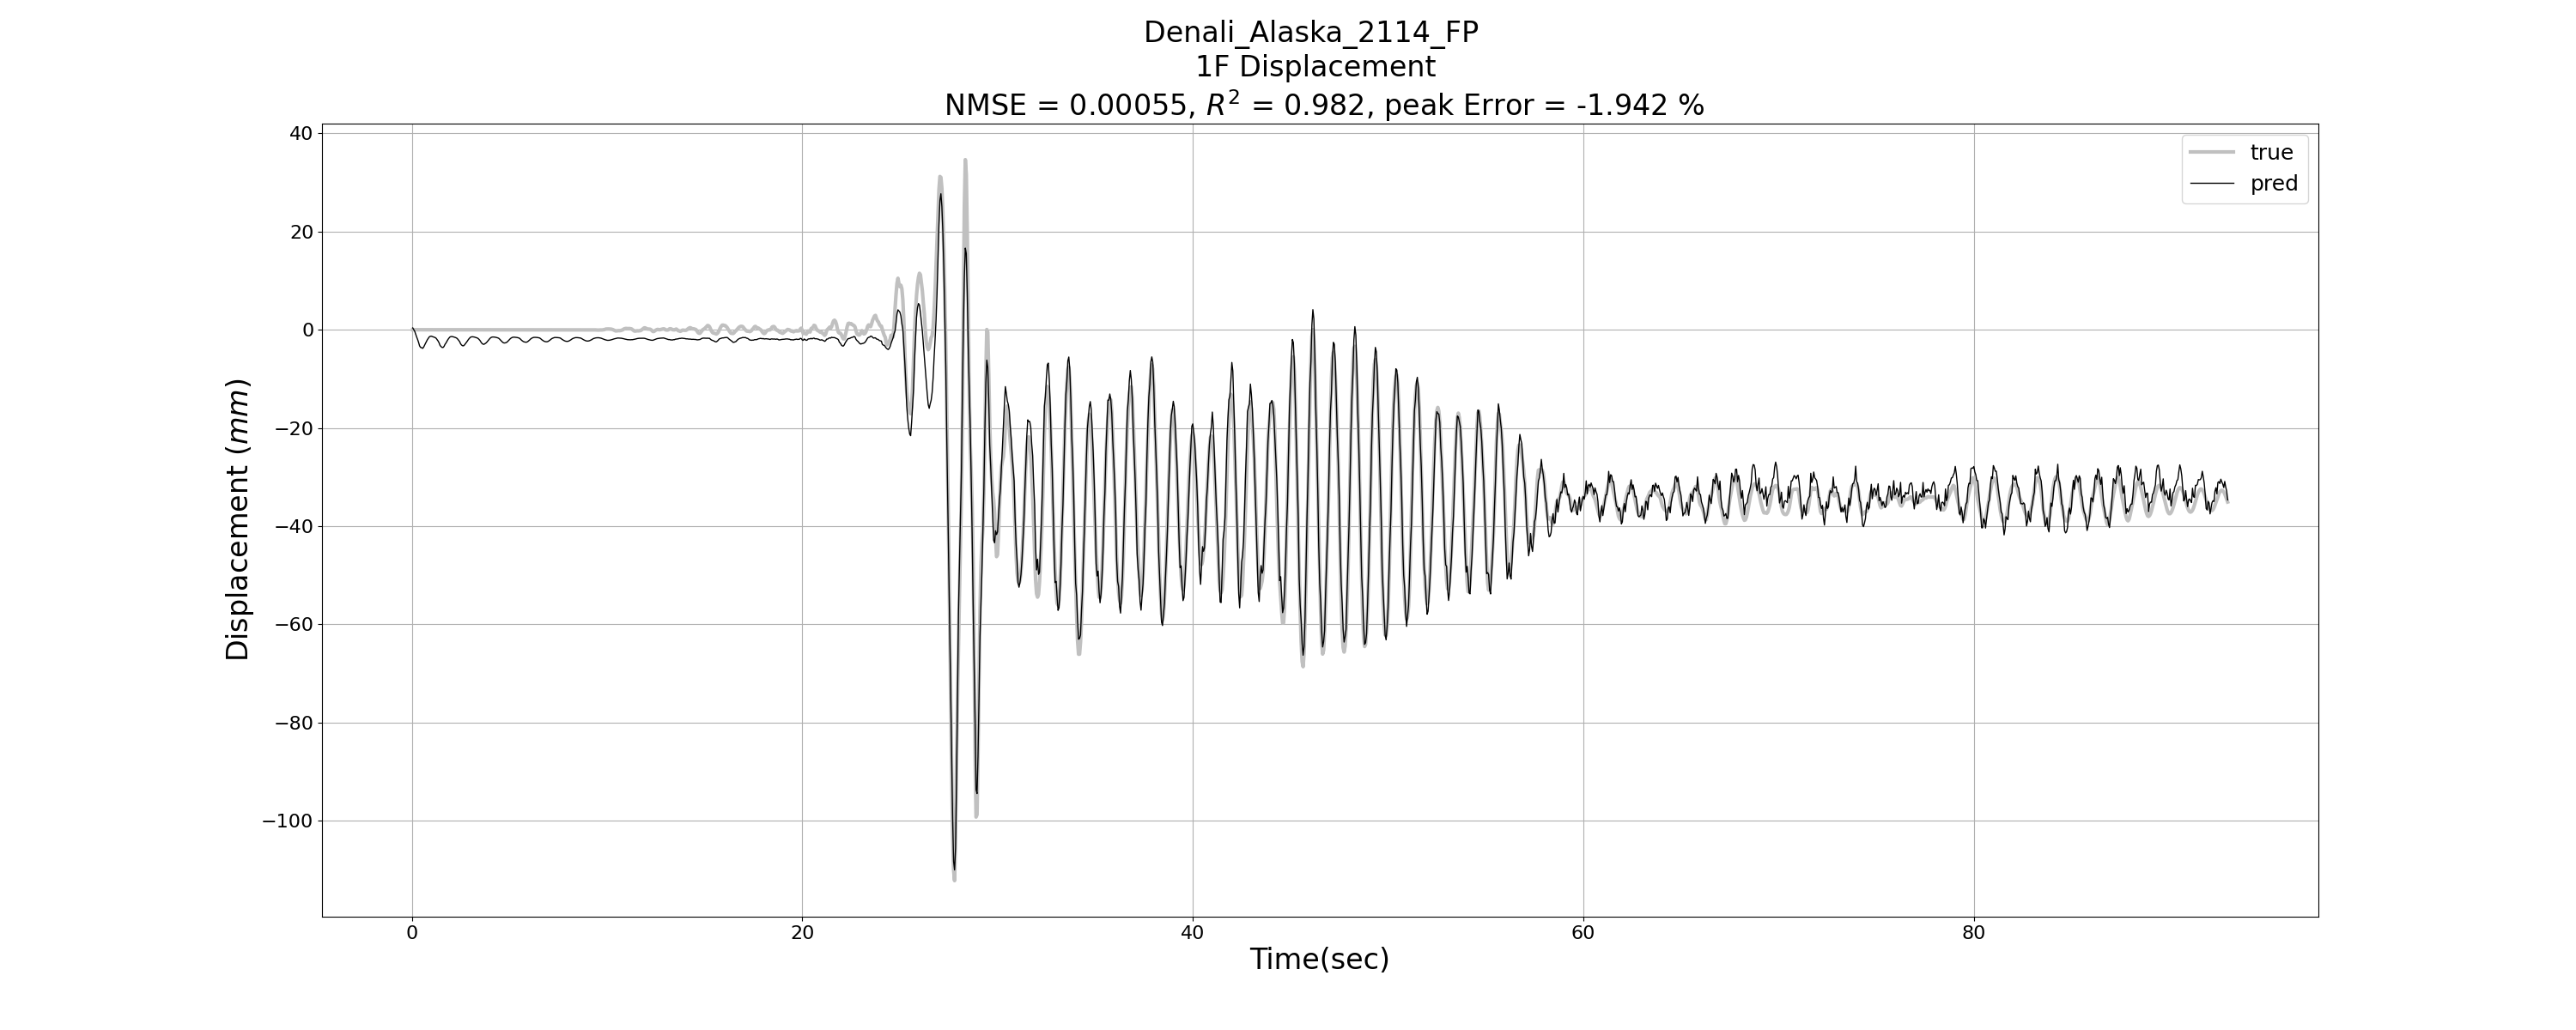 Denali_Alaska_2114_FP
1F Displacement
NMSE = 0.00055, R² = 0.982, peak Error = -1.942 %
true
pred
40
20
0
−20
−40
−60
−80
−100
Displacement (mm)
0 20 40 60 80
Time(sec)